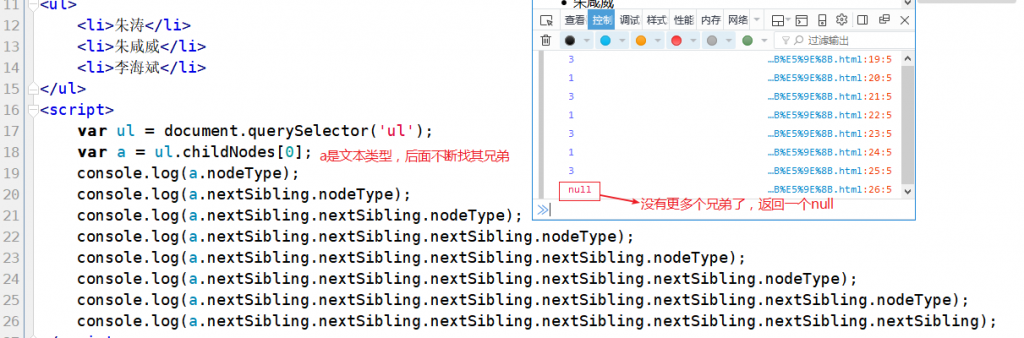 11 <ul>
12 <li>朱涛</li>
13 <li>朱咸威</li>
14 <li>李海斌</li>
15 </ul>
16 <script>
17 var ul = document.querySelector('ul');
18 var a = ul.childNodes[0]; a是文本类型，后面不断找其兄弟
19 console.log(a.nodeType);
20 console.log(a.nextSibling.nodeType);
21 console.log(a.nextSibling.nextSibling.nodeType);
22 console.log(a.nextSibling.nextSibling.nextSibling.nodeType);
23 console.log(a.nextSibling.nextSibling.nextSibling.nextSibling.nodeType);
24 console.log(a.nextSibling.nextSibling.nextSibling.nextSibling.nextSibling.nodeType);
25 console.log(a.nextSibling.nextSibling.nextSibling.nextSibling.nextSibling.nextSibling.nodeType);
26 console.log(a.nextSibling.nextSibling.nextSibling.nextSibling.nextSibling.nextSibling.nextSibling);
朱咸威
查看 控制 调试 样式 性能 内存 网络
过滤输出
3 …B%E5%9E%8B.html:19:5
1 …B%E5%9E%8B.html:20:5
3 …B%E5%9E%8B.html:21:5
1 …B%E5%9E%8B.html:22:5
3 …B%E5%9E%8B.html:23:5
1 …B%E5%9E%8B.html:24:5
3 …B%E5%9E%8B.html:25:5
null …B%E5%9E%8B.html:26:5
没有更多个兄弟了，返回一个null